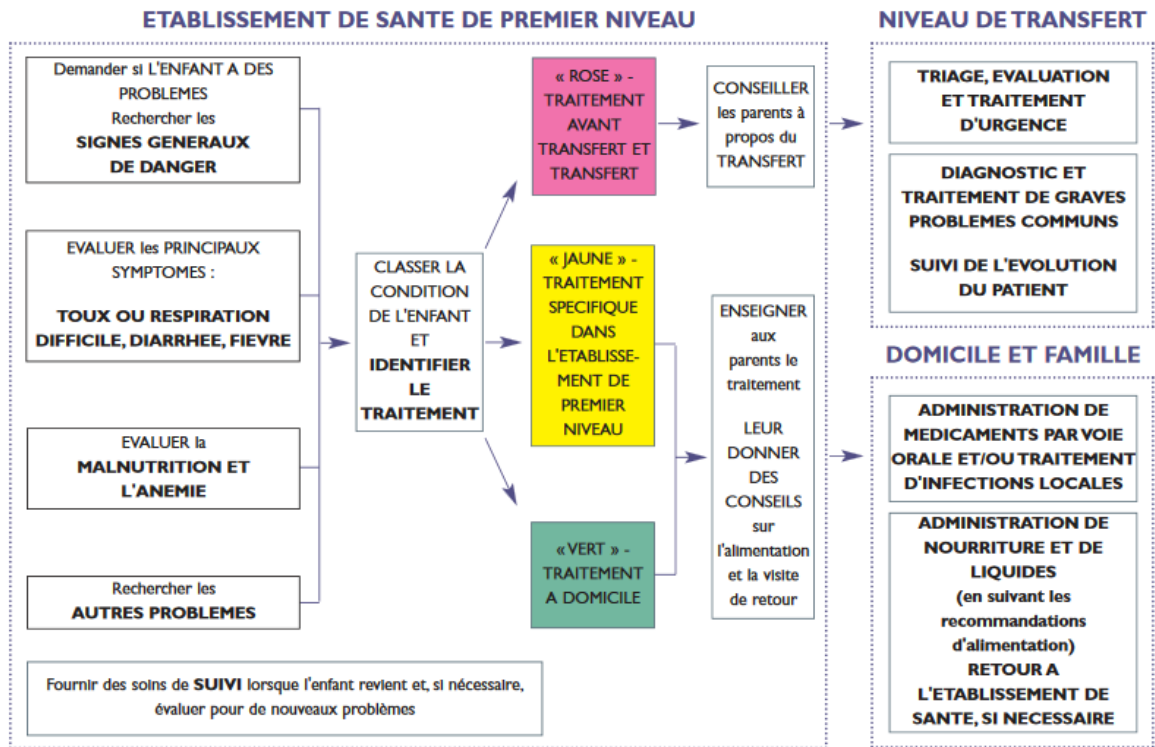 ETABLISSEMENT DE SANTE DE PREMIER NIVEAU
Demander si L'ENFANT A DES
PROBLEMES
Rechercher les
SIGNES GENERAUX
DE DANGER
EVALUER les PRINCIPAUX
SYMPTOMES :
TOUX OU RESPIRATION
DIFFICILE, DIARRHEE, FIEVRE
EVALUER la
MALNUTRITION ET
L'ANEMIE
Rechercher les
AUTRES PROBLEMES
CLASSER LA
CONDITION
DE L'ENFANT
ET
IDENTIFIER
LE
TRAITEMENT
« ROSE » -
TRAITEMENT
AVANT
TRANSFERT ET
TRANSFERT
« JAUNE » -
TRAITEMENT
SPECIFIQUE
DANS
L'ETABLISSE-
MENT DE
PREMIER
NIVEAU
« VERT » -
TRAITEMENT
A DOMICILE
CONSEILLER
les parents à
propos du
TRANSFERT
ENSEIGNER
aux
parents le
traitement
LEUR
DONNER
DES
CONSEILS
sur
l'alimentation
et la visite
de retour
Fournir des soins de SUIVI lorsque l'enfant revient et, si nécessaire,
évaluer pour de nouveaux problèmes
NIVEAU DE TRANSFERT
TRIAGE, EVALUATION
ET TRAITEMENT
D'URGENCE
DIAGNOSTIC ET
TRAITEMENT DE GRAVES
PROBLEMES COMMUNS
SUIVI DE L'EVOLUTION
DU PATIENT
DOMICILE ET FAMILLE
ADMINISTRATION DE
MEDICAMENTS PAR VOIE
ORALE ET/OU TRAITEMENT
D'INFECTIONS LOCALES
ADMINISTRATION DE
NOURRITURE ET DE
LIQUIDES
(en suivant les
recommandations
d'alimentation)
RETOUR A
L'ETABLISSEMENT DE
SANTE, SI NECESSAIRE